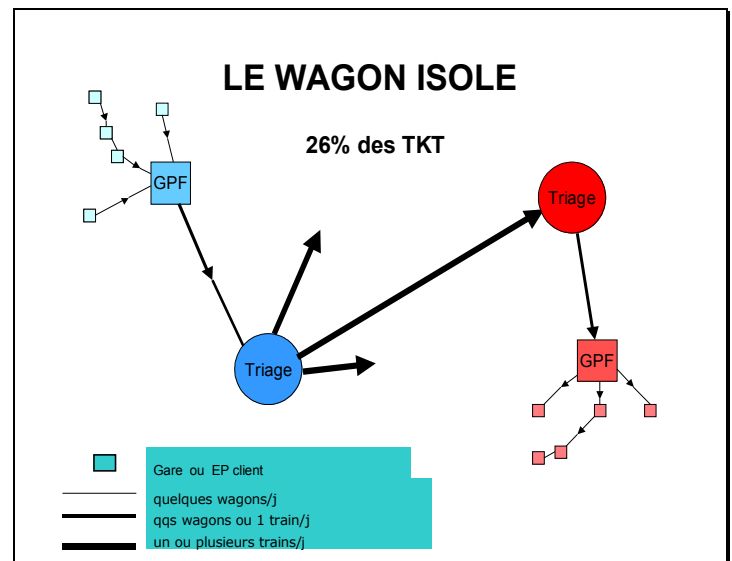 LE WAGON ISOLE
26% des TKT
GPF
Triage
Triage
GPF
Gare ou EP client
quelques wagons/j
qqs wagons ou 1 train/j
un ou plusieurs trains/j